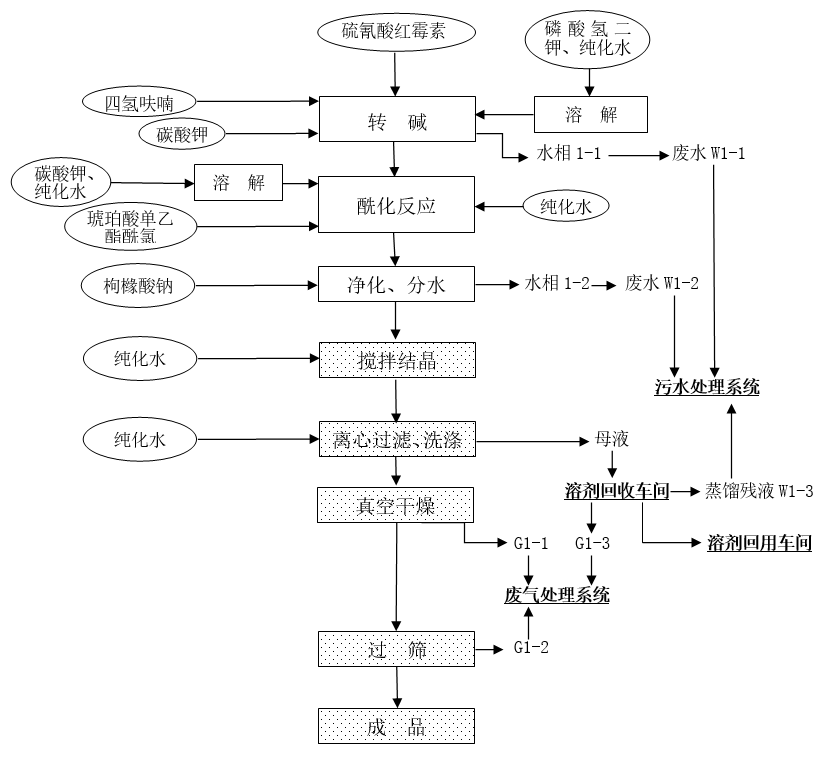 硫氰酸红霉素
磷酸氢二
钾、纯化水
四氢呋喃
碳酸钾
转 碱
溶 解
水相1-1
废水W1-1
碳酸钾、
纯化水
溶 解
酰化反应
纯化水
琥珀酸单乙
酯酰氯
枸橼酸钠
净化、分水
水相1-2
废水W1-2
纯化水
搅拌结晶
污水处理系统
纯化水
离心过滤、洗涤
母液
真空干燥
溶剂回收车间
蒸馏残液W1-3
G1-1
G1-3
溶剂回用车间
废气处理系统
过 筛
G1-2
成 品